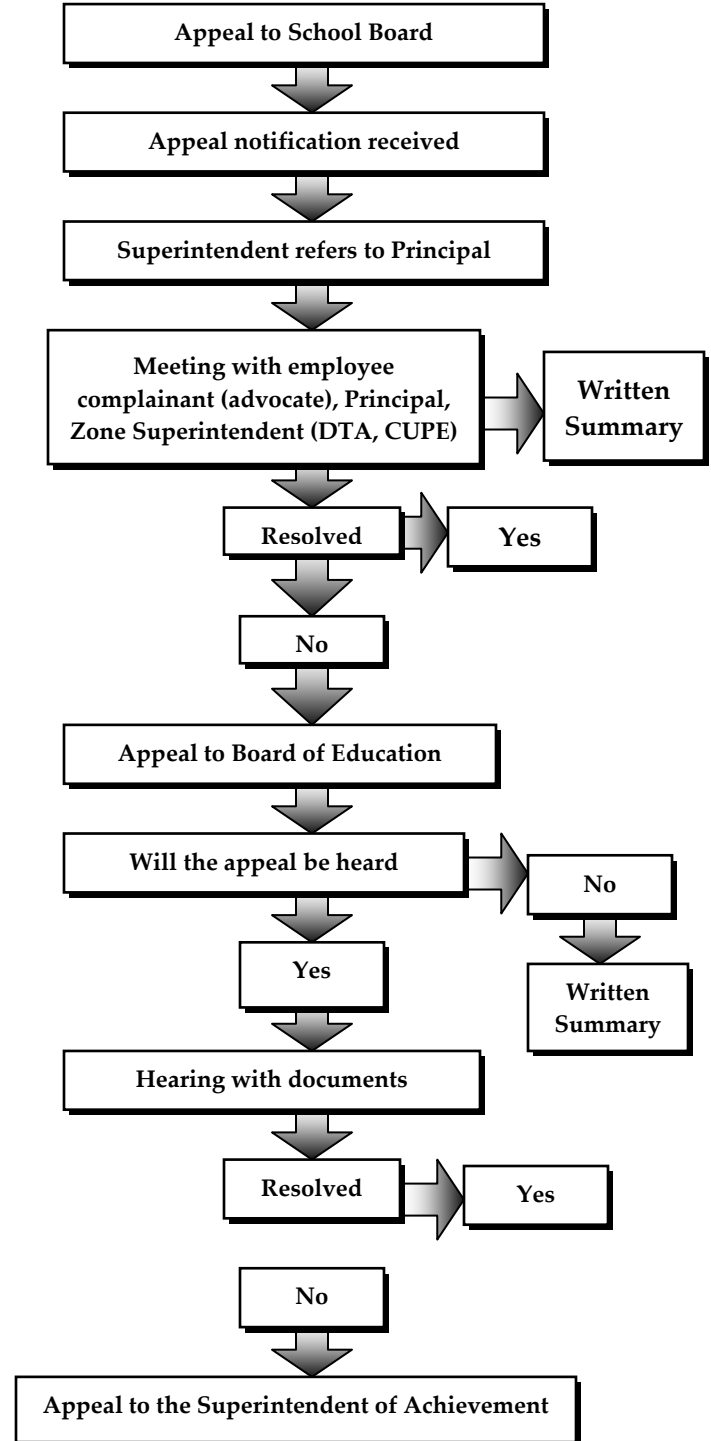 Appeal to School Board
Appeal notification received
Superintendent refers to Principal
Meeting with employee
complainant (advocate), Principal,
Zone Superintendent (DTA, CUPE)
Written
Summary
Resolved
Yes
No
Appeal to Board of Education
Will the appeal be heard
No
Yes
Written
Summary
Hearing with documents
Resolved
Yes
No
Appeal to the Superintendent of Achievement